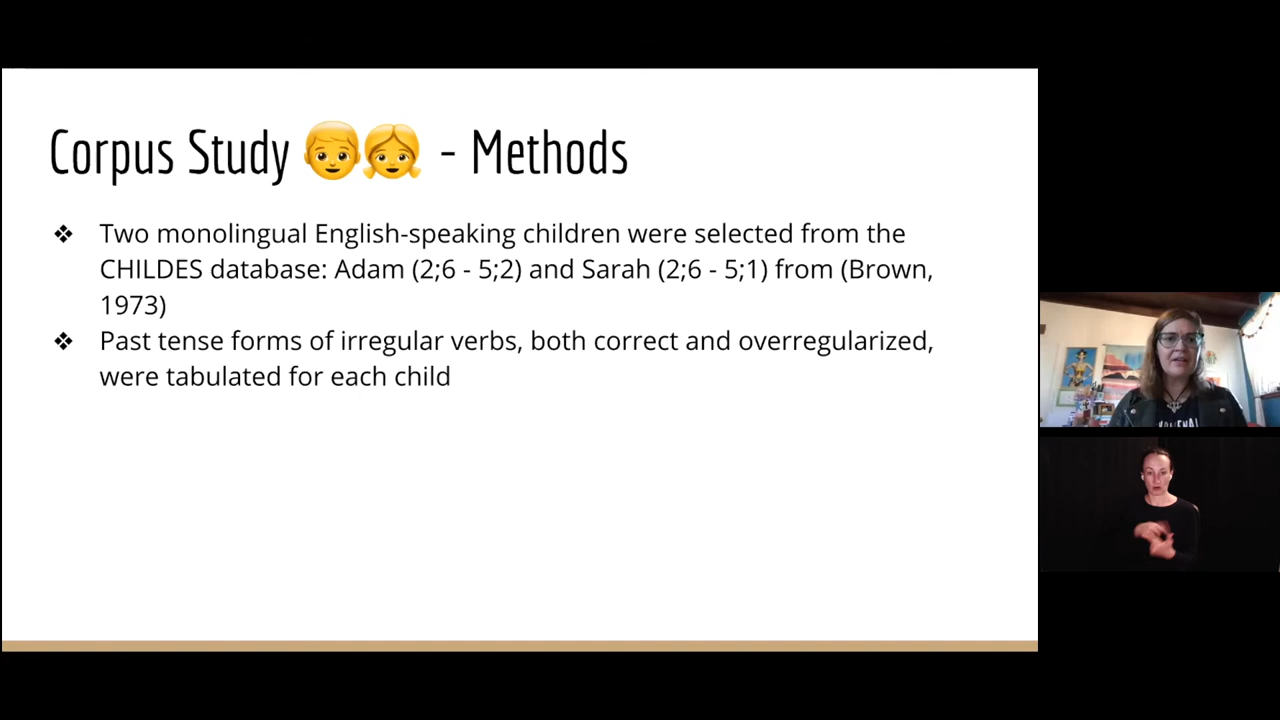 Corpus Study 👦👧 - Methods
❖ Two monolingual English-speaking children were selected from the
CHILDES database: Adam (2;6 - 5;2) and Sarah (2;6 - 5;1) from (Brown,
1973)
❖ Past tense forms of irregular verbs, both correct and overregularized,
were tabulated for each child